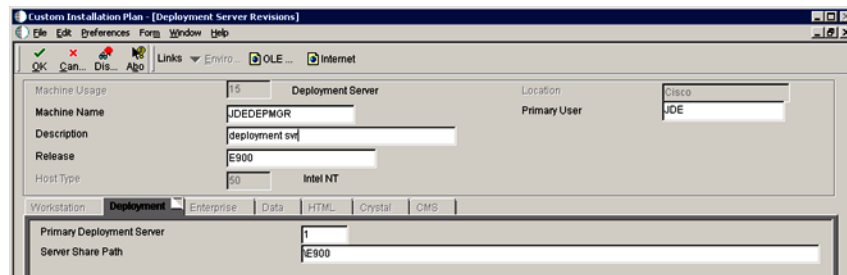 Custom Installation Plan - [Deployment Server Revisions]
File Edit Preferences Form Window Help
OK Can... Dis... Abo Links Enviro... OLE ... Internet
Machine Usage 15 Deployment Server Location Cisco
Machine Name JDEDEPMGR Primary User JDE
Description deployment svr
Release E900
Host Type 50 Intel NT
Workstation Deployment Enterprise Data HTML Crystal CMS
Primary Deployment Server 1
Server Share Path \E900